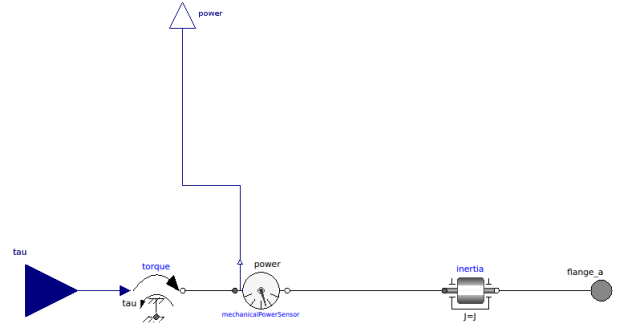 power
tau
torque
tau
power
mechanicalPowerSensor
inertia
J=J
flange_a